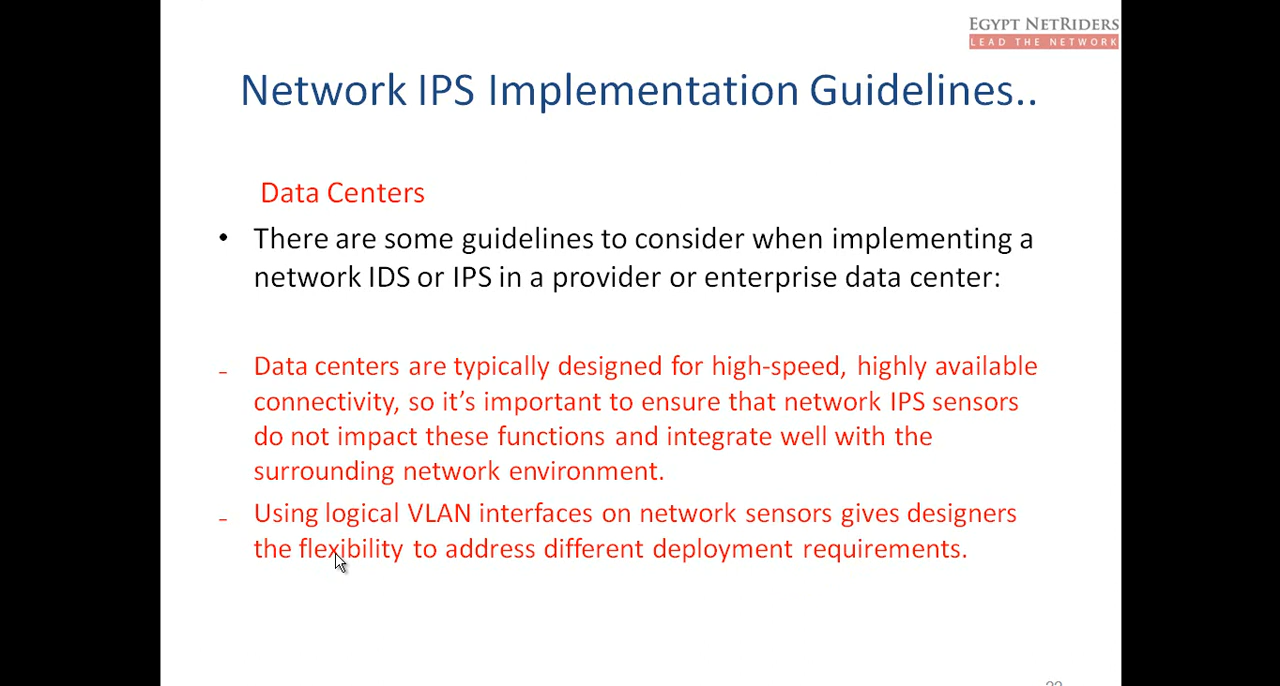 EGYPT NETRIDERS
LEAD THE NETWORK
Network IPS Implementation Guidelines..
Data Centers
• There are some guidelines to consider when implementing a
network IDS or IPS in a provider or enterprise data center:
– Data centers are typically designed for high-speed, highly available
connectivity, so it’s important to ensure that network IPS sensors
do not impact these functions and integrate well with the
surrounding network environment.
– Using logical VLAN interfaces on network sensors gives designers
the flexibility to address different deployment requirements.